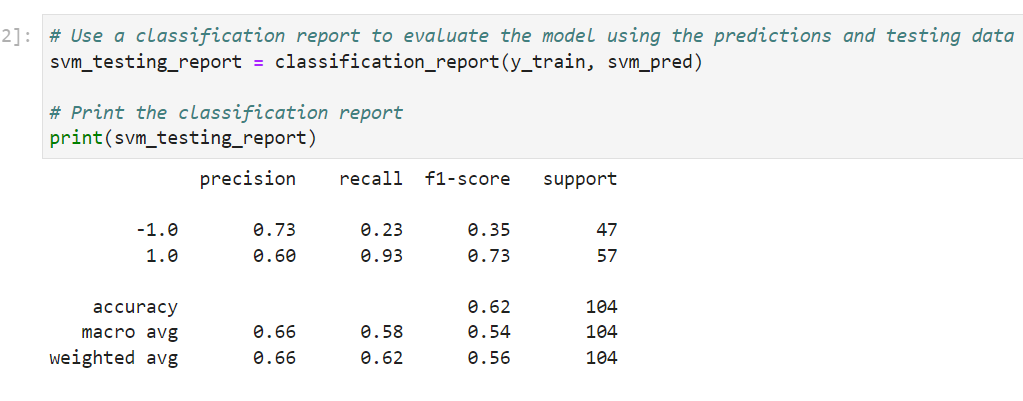 2]: # Use a classification report to evaluate the model using the predictions and testing data
svm_testing_report = classification_report(y_train, svm_pred)
# Print the classification report
print(svm_testing_report)
precision recall f1-score support
-1.0 0.73 0.23 0.35 47
1.0 0.60 0.93 0.73 57
accuracy 0.62 104
macro avg 0.66 0.58 0.54 104
weighted avg 0.66 0.62 0.56 104